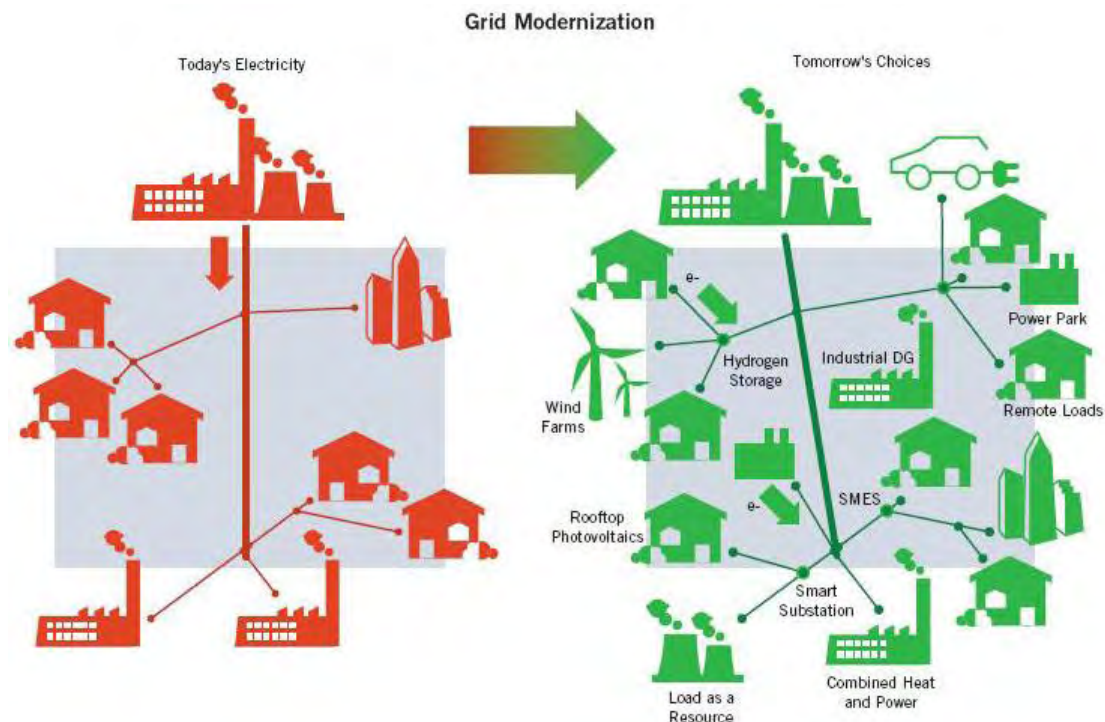 Grid Modernization
Today's Electricity
Tomorrow's Choices
e-
Power Park
Hydrogen
Storage
Industrial DG
Wind
Farms
Remote Loads
SMES
e-
Rooftop
Photovoltaics
Smart
Substation
Load as a
Resource
Combined Heat
and Power